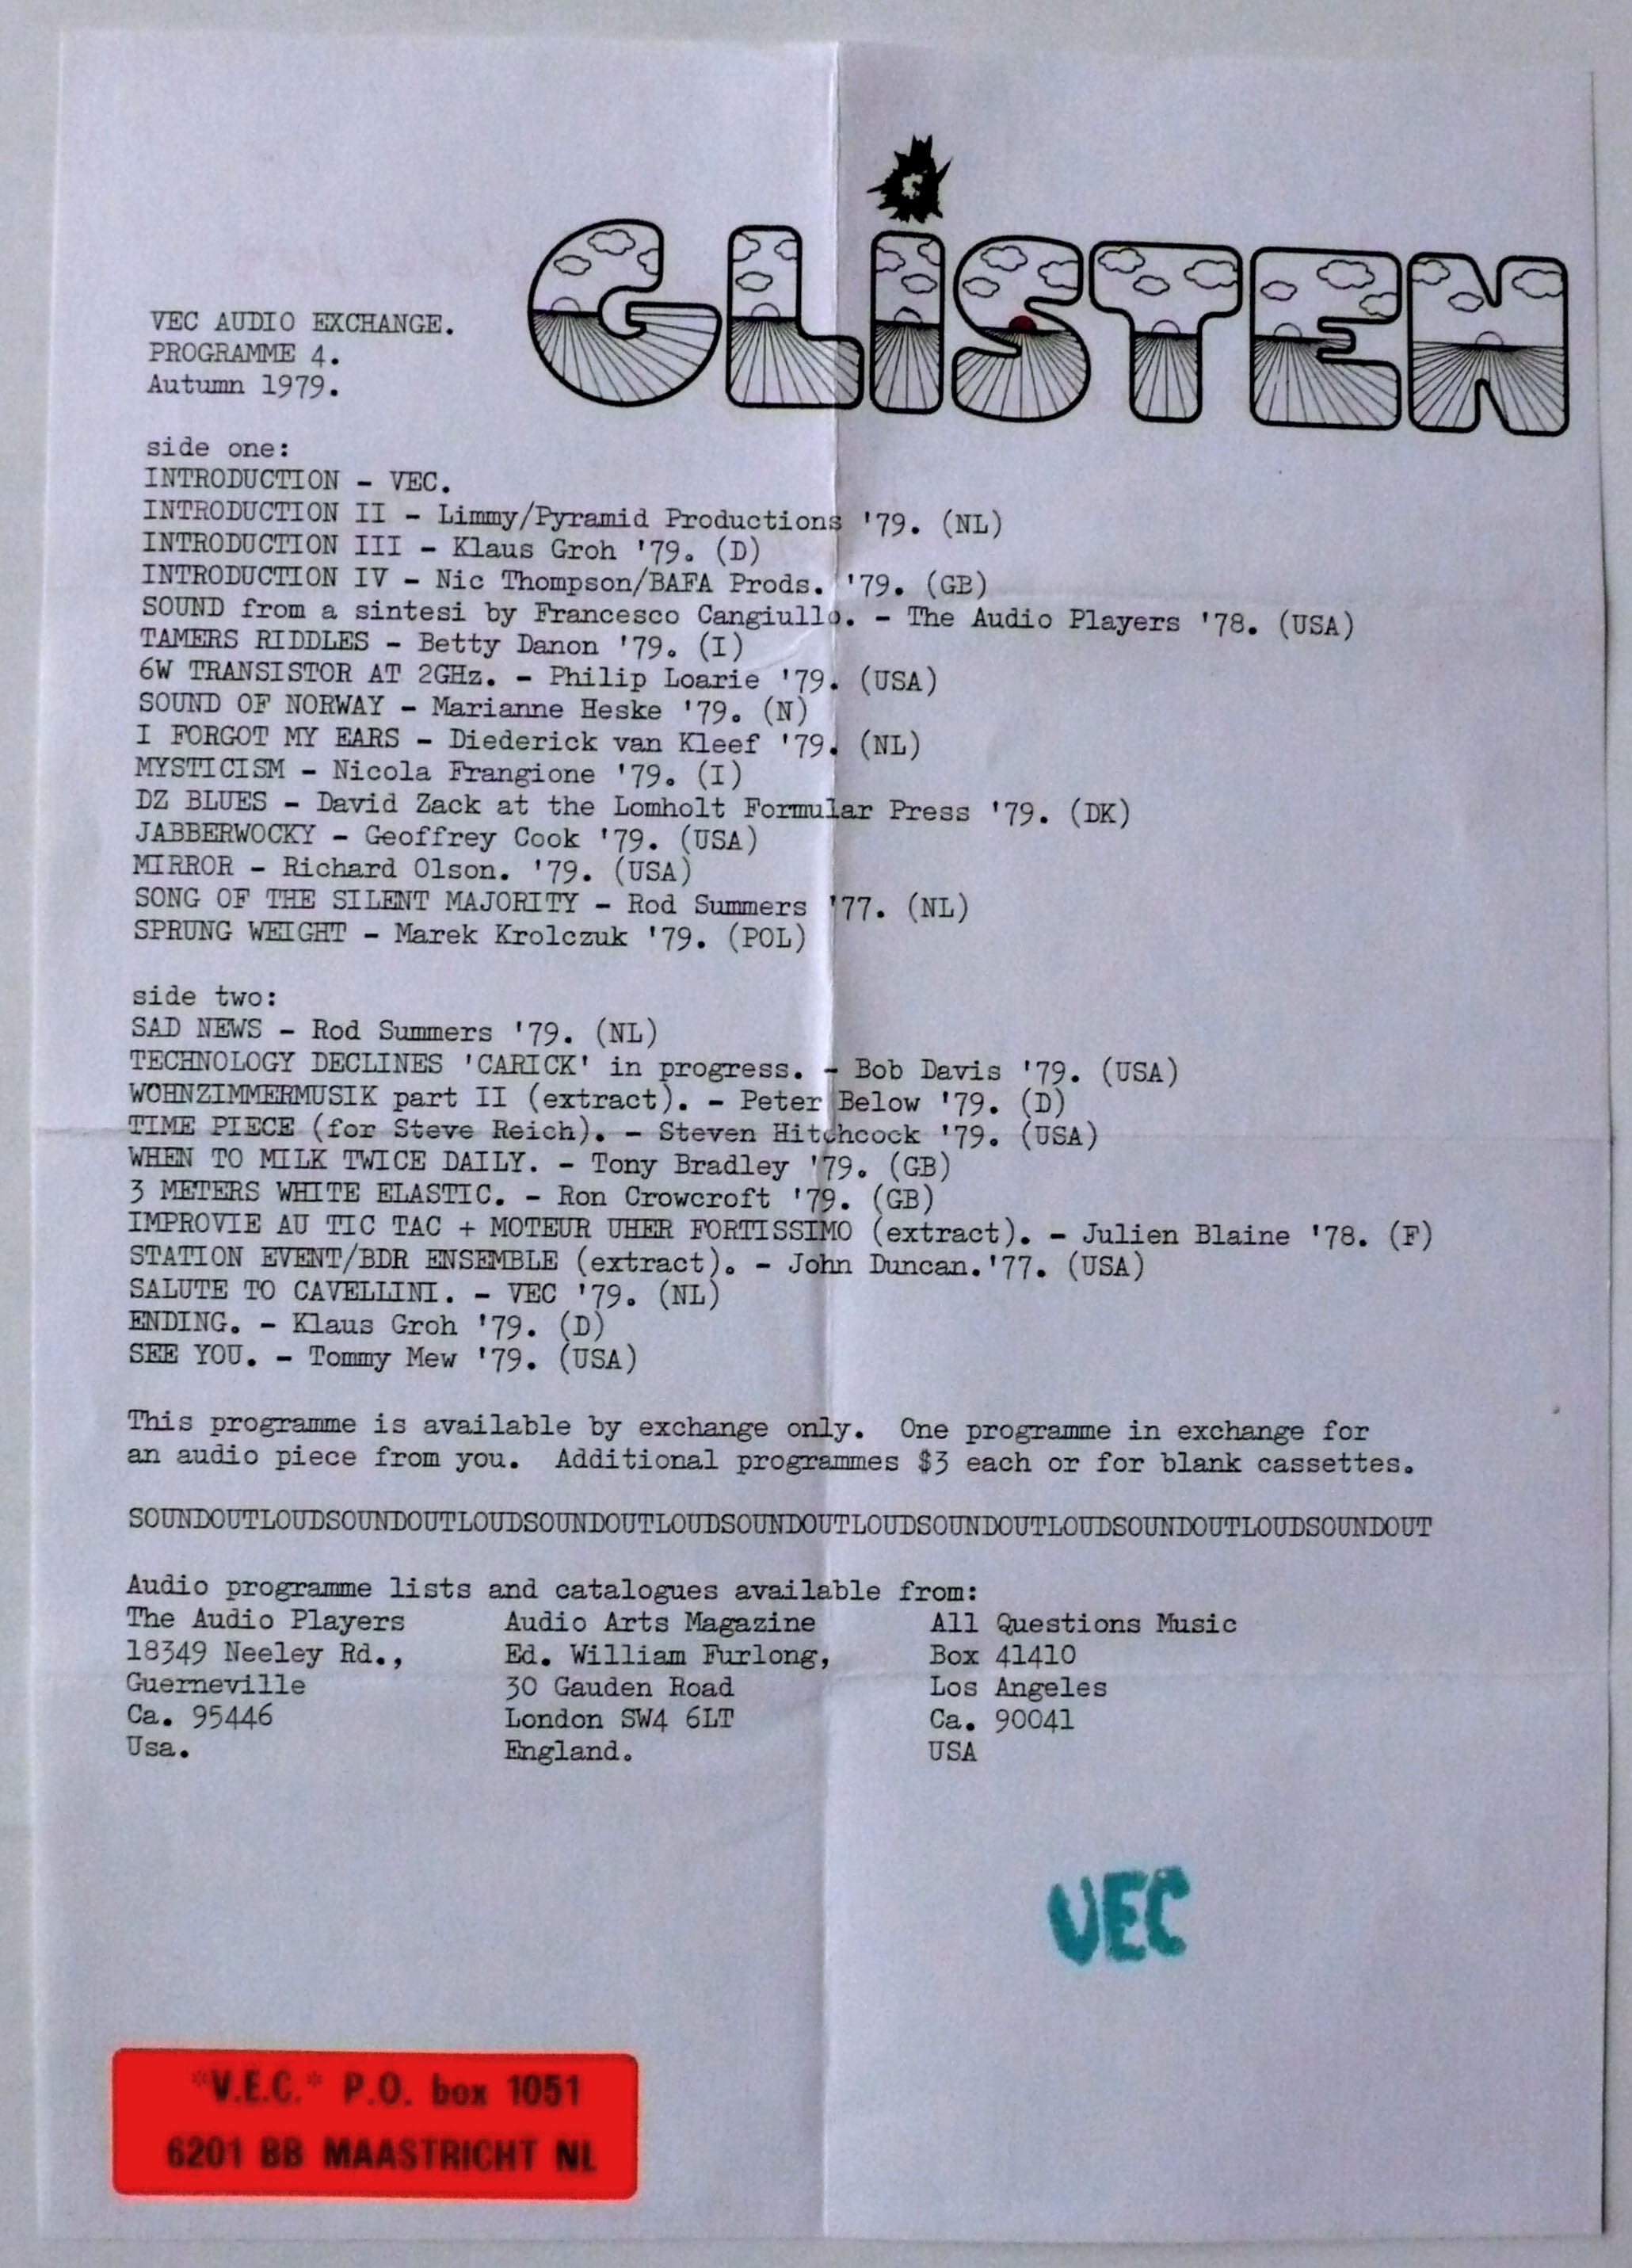 GLiSTEN
VEC AUDIO EXCHANGE.
PROGRAMME 4.
Autumn 1979.
side one:
INTRODUCTION - VEC.
INTRODUCTION II - Limmy/Pyramid Productions '79. (NL)
INTRODUCTION III - Klaus Groh '79. (D)
INTRODUCTION IV - Nic Thompson/BAFA Prods. '79. (GB)
SOUND from a sintesi by Francesco Cangiullo. - The Audio Players '78. (USA)
TAMERS RIDDLES - Betty Danon '79. (I)
6W TRANSISTOR AT 2GHz. - Philip Loarie '79. (USA)
SOUND OF NORWAY - Marianne Heske '79. (N)
I FORGOT MY EARS - Diederick van Kleef '79. (NL)
MYSTICISM - Nicola Frangione '79. (I)
DZ BLUES - David Zack at the Lomholt Formular Press '79. (DK)
JABBERWOCKY - Geoffrey Cook '79. (USA)
MIRROR - Richard Olson. '79. (USA)
SONG OF THE SILENT MAJORITY - Rod Summers '77. (NL)
SPRUNG WEIGHT - Marek Krolczuk '79. (POL)
side two:
SAD NEWS - Rod Summers '79. (NL)
TECHNOLOGY DECLINES 'CARICK' in progress. - Bob Davis '79. (USA)
WOHNZIMMERMUSIK part II (extract). - Peter Below '79. (D)
TIME PIECE (for Steve Reich). - Steven Hitchcock '79. (USA)
WHEN TO MILK TWICE DAILY. - Tony Bradley '79. (GB)
3 METERS WHITE ELASTIC. - Ron Crowcroft '79. (GB)
IMPROVIE AU TIC TAC + MOTEUR UHER FORTISSIMO (extract). - Julien Blaine '78. (F)
STATION EVENT/BDR ENSEMBLE (extract). - John Duncan.'77. (USA)
SALUTE TO CAVELLINI. - VEC '79. (NL)
ENDING. - Klaus Groh '79. (D)
SEE YOU. - Tommy Mew '79. (USA)
This programme is available by exchange only. One programme in exchange for
an audio piece from you. Additional programmes $3 each or for blank cassettes.
SOUNDOUTLOUDSOUNDOUTLOUDSOUNDOUTLOUDSOUNDOUTLOUDSOUNDOUTLOUDSOUNDOUTLOUDSOUNDOUT
Audio programme lists and catalogues available from:
The Audio Players
18349 Neeley Rd.,
Guerneville
Ca. 95446
Usa.
Audio Arts Magazine
Ed. William Furlong,
30 Gauden Road
London SW4 6LT
England.
All Questions Music
Box 41410
Los Angeles
Ca. 90041
USA
VEC
"V.E.C." P.O. box 1051
6201 BB MAASTRICHT NL